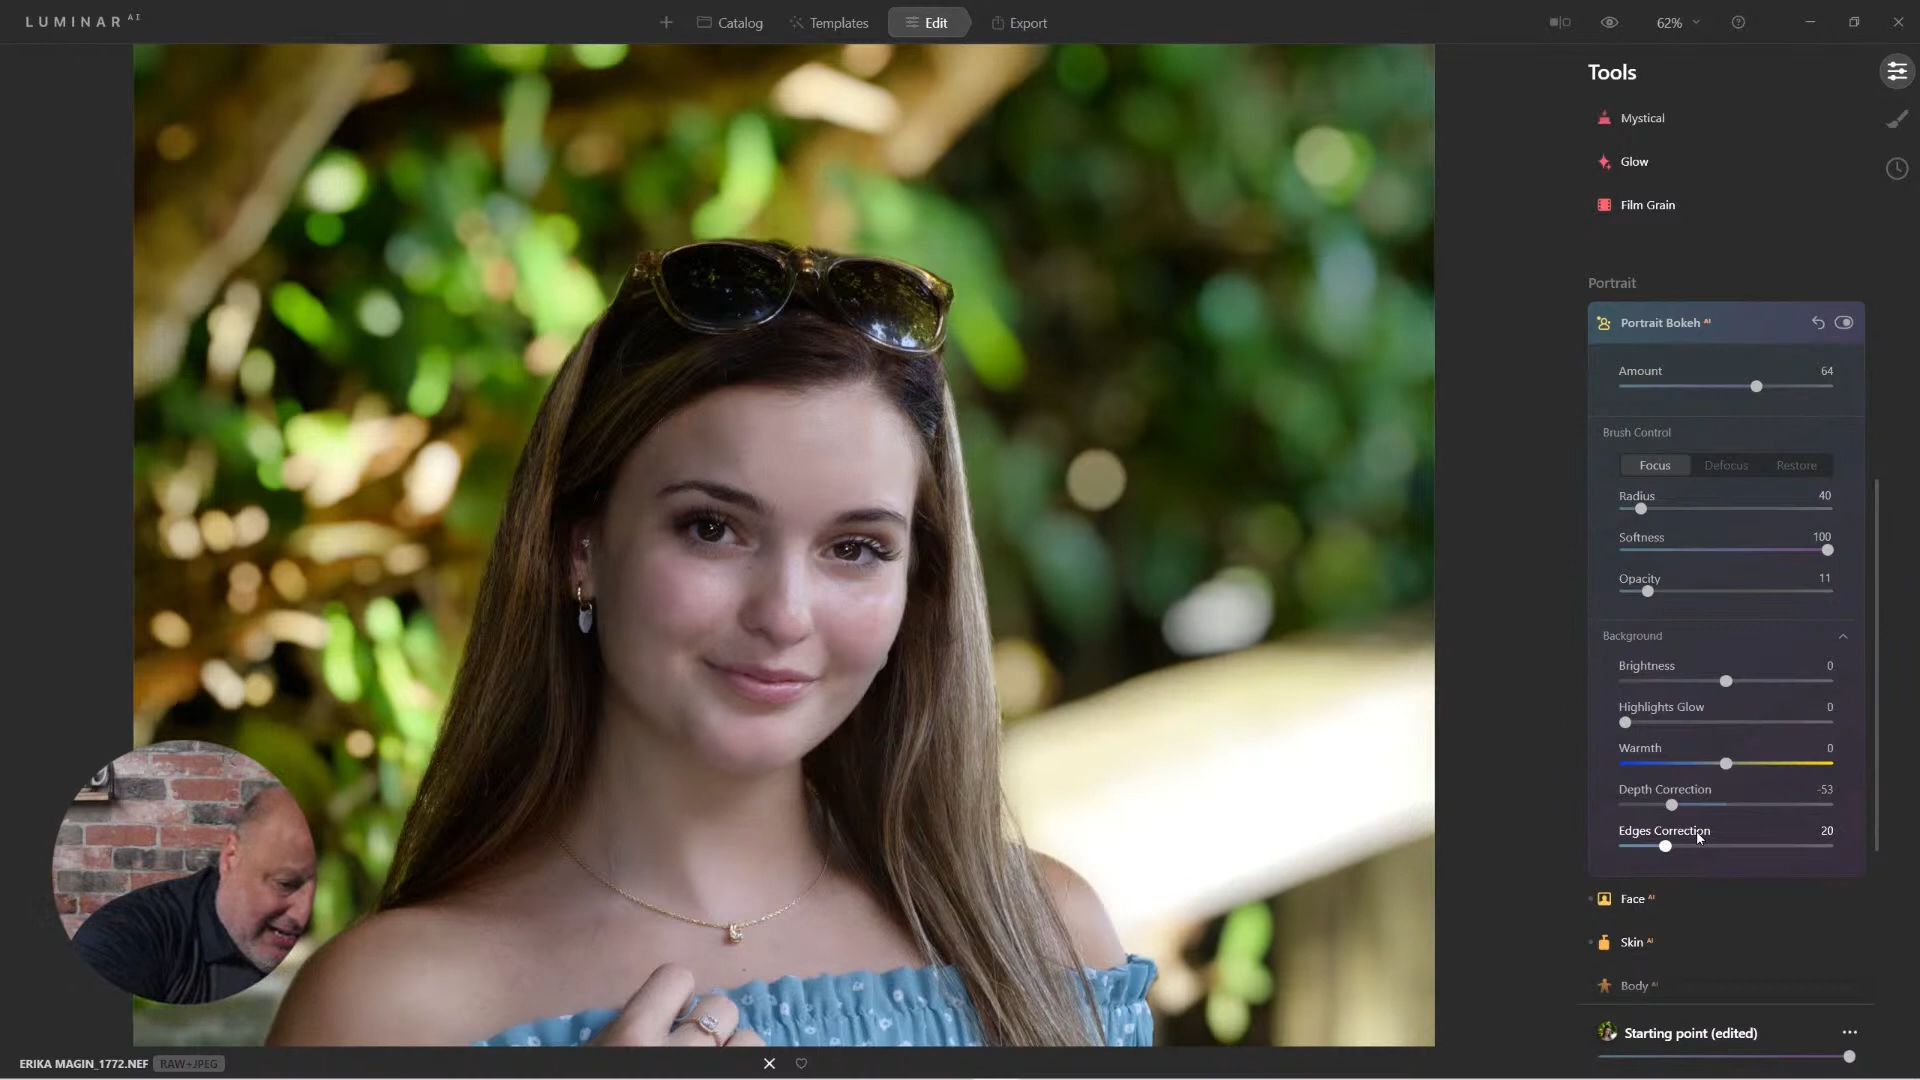 LUMINAR AI
Catalog
Templates
Edit
Export
62%
Tools
Mystical
Glow
Film Grain
Portrait
Portrait Bokeh AI
Amount 64
Brush Control
Focus Defocus Restore
Radius 40
Softness 100
Opacity 11
Background
Brightness 0
Highlights Glow 0
Warmth 0
Depth Correction -53
Edges Correction 20
Face AI
Skin AI
Body AI
Starting point (edited)
ERIKA MAGIN_1772.NEF RAW+JPEG